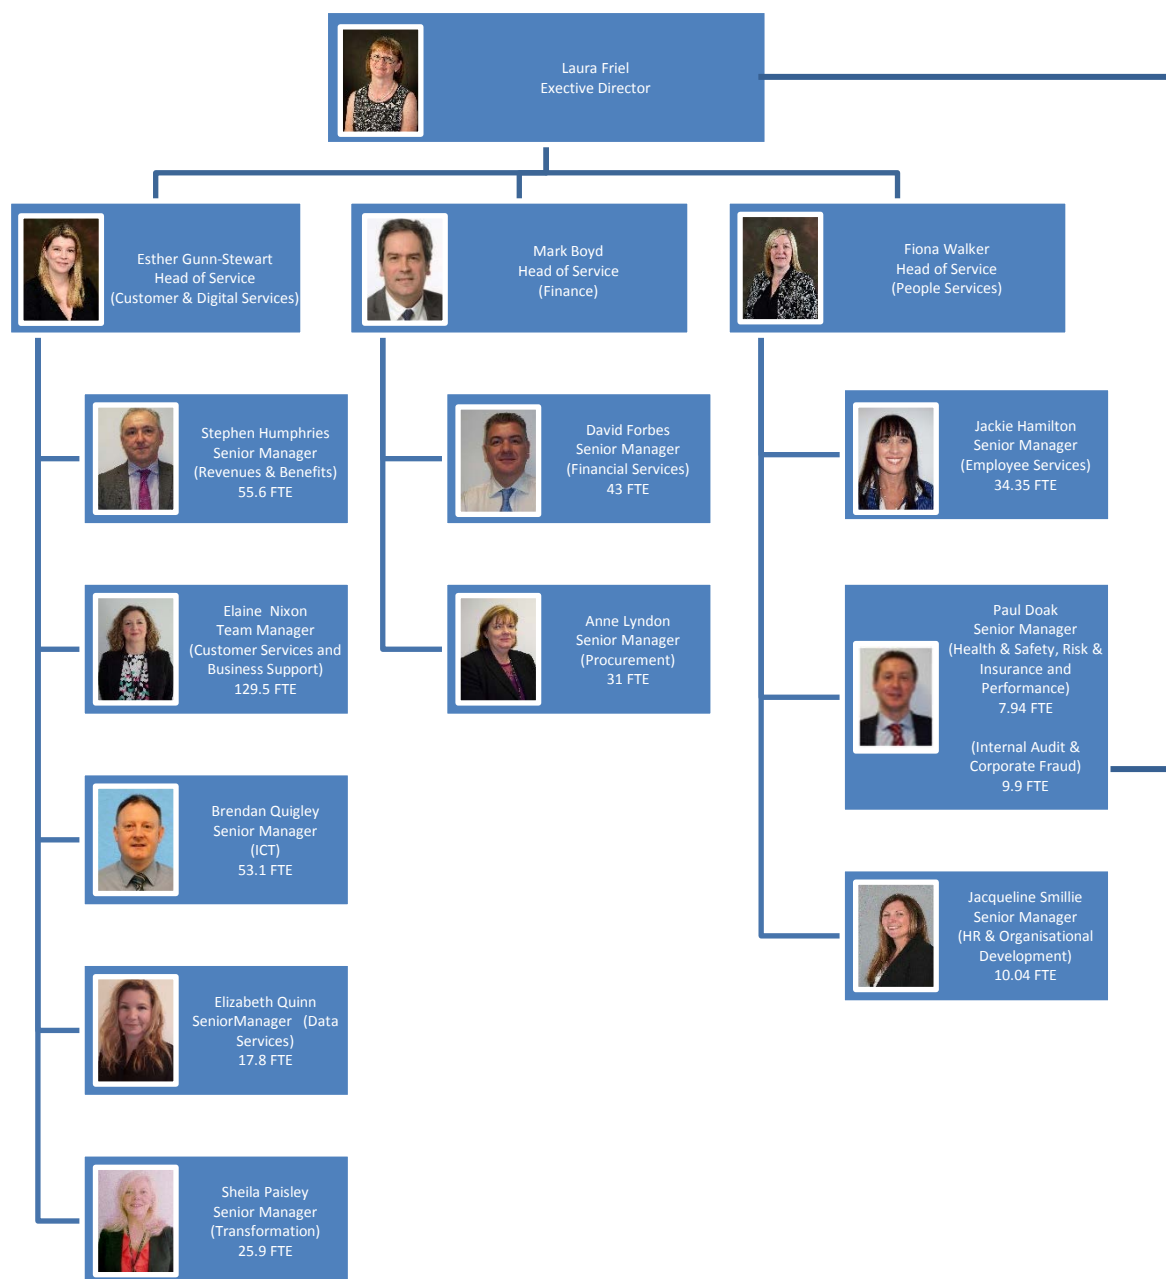 Laura Friel
Exective Director
Esther Gunn-Stewart
Head of Service
(Customer & Digital Services)
Mark Boyd
Head of Service
(Finance)
Fiona Walker
Head of Service
(People Services)
Stephen Humphries
Senior Manager
(Revenues & Benefits)
55.6 FTE
David Forbes
Senior Manager
(Financial Services)
43 FTE
Jackie Hamilton
Senior Manager
(Employee Services)
34.35 FTE
Elaine  Nixon
Team Manager
(Customer Services and
Business Support)
129.5 FTE
Anne Lyndon
Senior Manager
(Procurement)
31 FTE
Paul Doak
Senior Manager
(Health & Safety, Risk &
Insurance and
Performance)
7.94 FTE
(Internal Audit &
Corporate Fraud)
9.9 FTE
Brendan Quigley
Senior Manager
(ICT)
53.1 FTE
Jacqueline Smillie
Senior Manager
(HR & Organisational
Development)
10.04 FTE
Elizabeth Quinn
SeniorManager   (Data
Services)
17.8 FTE
Sheila Paisley
Senior Manager
(Transformation)
25.9 FTE